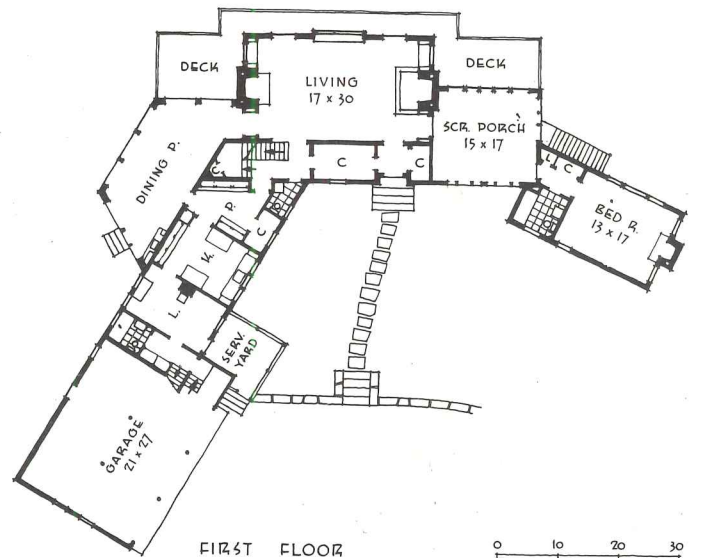 DECK
LIVING
17 x 30
DECK
SCR. PORCH
15 x 17
DINING P.
C
C
C
L
C
P.
C
BED R.
13 x 17
K.
L.
SERV.
YARD
GARAGE
21 x 27
FIRST FLOOR
0 10 20 30